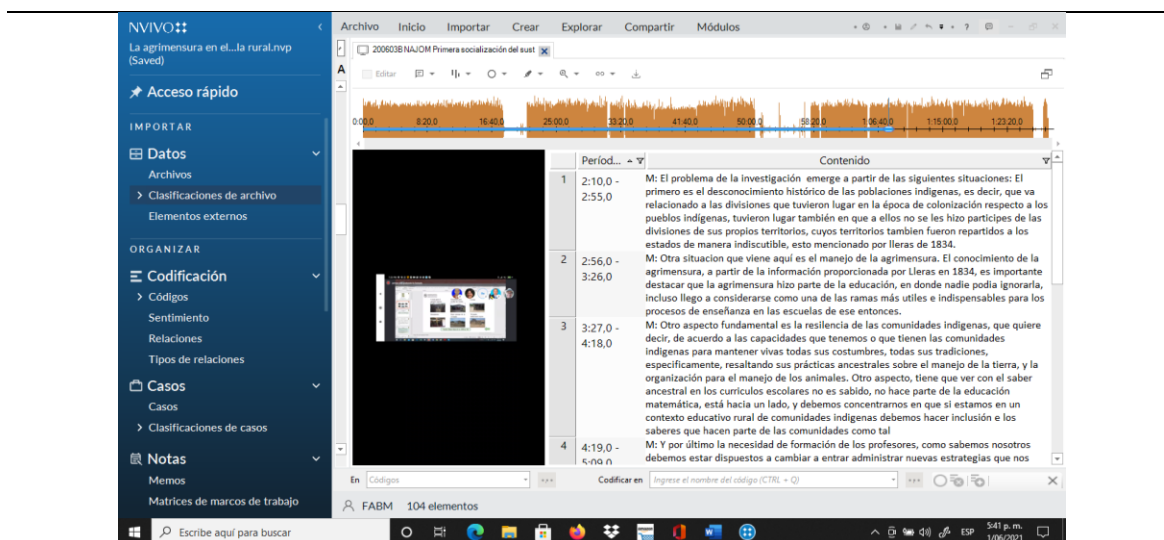 NVIVO
La agrimensura en el...la rural.nvp
(Saved)
Acceso rápido
IMPORTAR
Datos
Archivos
Clasificaciones de archivo
Elementos externos
ORGANIZAR
Codificación
Códigos
Sentimiento
Relaciones
Tipos de relaciones
Casos
Casos
Clasificaciones de casos
Notas
Memos
Matrices de marcos de trabajo
Archivo Inicio Importar Crear Explorar Compartir Módulos
200603B NAJOM Primera socialización del sust
Editar
0:00,0 8:20,0 16:40,0 25:00,0 33:20,0 41:40,0 50:00,0 58:20,0 1:06:40,0 1:15:00,0 1:23:20,0
Períod... Contenido
1 2:10,0 - 2:55,0
M: El problema de la investigación emerge a partir de las siguientes situaciones: El
primero es el desconocimiento histórico de las poblaciones indigenas, es decir, que va
relacionado a las divisiones que tuvieron lugar en la época de colonización respecto a los
pueblos indígenas, tuvieron lugar también en que a ellos no se les hizo participes de las
divisiones de sus propios territorios, cuyos territorios tambien fueron repartidos a los
estados de manera indiscutible, esto mencionado por lleras de 1834.
2 2:56,0 - 3:26,0
M: Otra situacion que viene aquí es el manejo de la agrimensura. El conocimiento de la
agrimensura, a partir de la información proporcionada por Lleras en 1834, es importante
destacar que la agrimensura hizo parte de la educación, en donde nadie podia ignorarla,
incluso llego a considerarse como una de las ramas más utiles e indispensables para los
procesos de enseñanza en las escuelas de ese entonces.
3 3:27,0 - 4:18,0
M: Otro aspecto fundamental es la resilencia de las comunidades indigenas, que quiere
decir, de acuerdo a las capacidades que tenemos o que tienen las comunidades
indigenas para mantener vivas todas sus costumbres, todas sus tradiciones,
especificamente, resaltando sus prácticas ancestrales sobre el manejo de la tierra, y la
organización para el manejo de los animales. Otro aspecto, tiene que ver con el saber
ancestral en los curriculos escolares no es sabido, no hace parte de la educación
matemática, está hacia un lado, y debemos concentrarnos en que si estamos en un
contexto educativo rural de comunidades indigenas debemos hacer inclusión e los
saberes que hacen parte de las comunidades como tal
4 4:19,0 - 5:09,0
M: Y por último la necesidad de formación de los profesores, como sabemos nosotros
debemos estar dispuestos a cambiar a entrar administrar nuevas estrategias que nos
En Códigos Codificar en Ingrese el nombre del código (CTRL + Q)
FABM 104 elementos
Escribe aquí para buscar
ESP 5:41 p. m.
1/06/2021